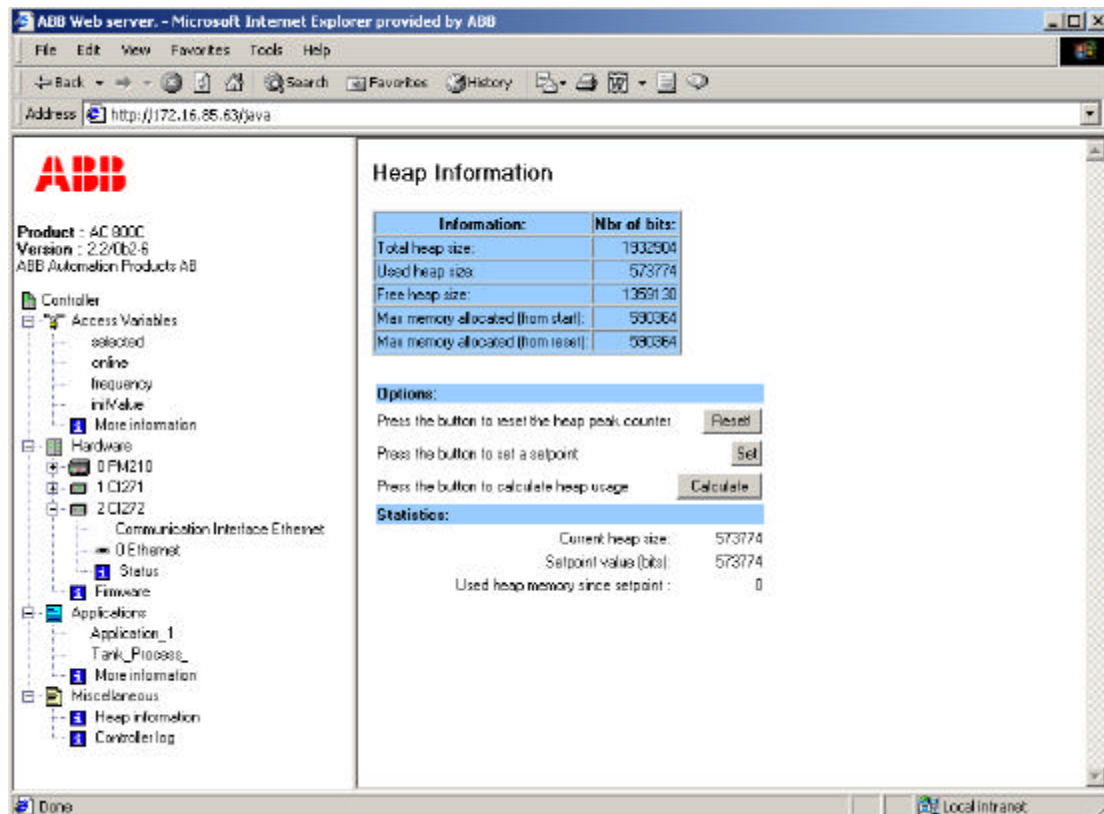 ABB Web server. - Microsoft Internet Explorer provided by ABB
File Edit View Favorites Tools Help
Back Search Favorites History
Address http://172.16.85.63/java
ABB
Product : AC 800C
Version : 2.2/0b2-6
ABB Automation Products AB
Controller
Access Variables
selected
online
frequency
initValue
More information
Hardware
0 PM210
1 CI271
2 CI272
Communication Interface Ethernet
0 Ethernet
Status
Firmware
Applications
Application_1
Tank_Process_
More information
Miscellaneous
Heap information
Controller log
Heap Information
Information: Nbr of bits:
Total heap size: 1932904
Used heap size: 573774
Free heap size: 1359130
Max memory allocated (from start): 590364
Max memory allocated (from reset): 590364
Options:
Press the button to reset the heap peak counter Reset!
Press the button to set a setpoint Set
Press the button to calculate heap usage Calculate
Statistics:
Current heap size: 573774
Setpoint value (bits): 573774
Used heap memory since setpoint : 0
Done Local intranet